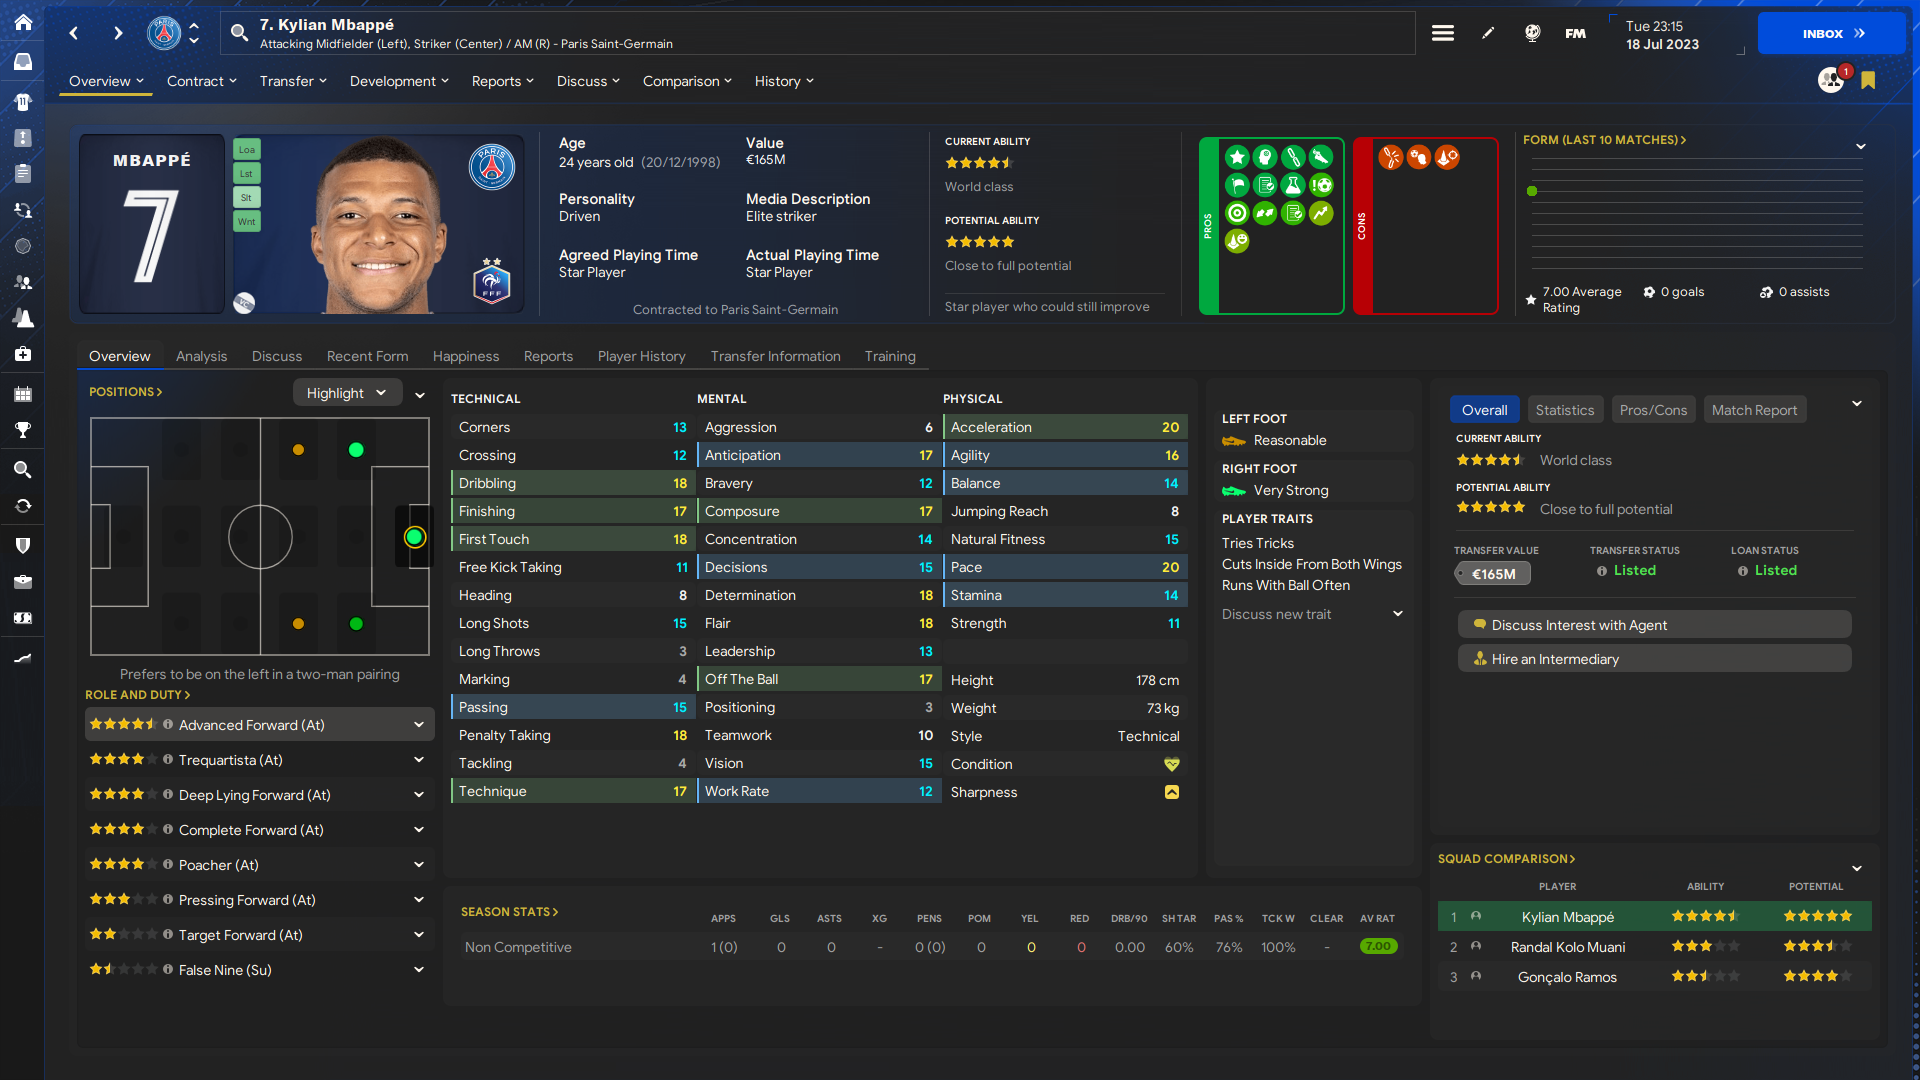 7. Kylian Mbappé
Attacking Midfielder (Left), Striker (Center) / AM (R) - Paris Saint-Germain
FM
Tue 23:15
18 Jul 2023
INBOX
Overview
Contract
Transfer
Development
Reports
Discuss
Comparison
History
1
MBAPPÉ
7
Loa
Lst
Slt
Wnt
PARIS
FFF
Age
24 years old (20/12/1998)
Value
€165M
Personality
Driven
Media Description
Elite striker
Agreed Playing Time
Star Player
Actual Playing Time
Star Player
Contracted to Paris Saint-Germain
CURRENT ABILITY
World class
POTENTIAL ABILITY
Close to full potential
Star player who could still improve
PROS
CONS
FORM (LAST 10 MATCHES)
7.00 Average Rating
0 goals
0 assists
Overview
Analysis
Discuss
Recent Form
Happiness
Reports
Player History
Transfer Information
Training
POSITIONS
Highlight
Prefers to be on the left in a two-man pairing
ROLE AND DUTY
Advanced Forward (At)
Trequartista (At)
Deep Lying Forward (At)
Complete Forward (At)
Poacher (At)
Pressing Forward (At)
Target Forward (At)
False Nine (Su)
TECHNICAL
Corners 13
Crossing 12
Dribbling 18
Finishing 17
First Touch 18
Free Kick Taking 11
Heading 8
Long Shots 15
Long Throws 3
Marking 4
Passing 15
Penalty Taking 18
Tackling 4
Technique 17
MENTAL
Aggression 6
Anticipation 17
Bravery 12
Composure 17
Concentration 14
Decisions 15
Determination 18
Flair 18
Leadership 13
Off The Ball 17
Positioning 3
Teamwork 10
Vision 15
Work Rate 12
PHYSICAL
Acceleration 20
Agility 16
Balance 14
Jumping Reach 8
Natural Fitness 15
Pace 20
Stamina 14
Strength 11
Height 178 cm
Weight 73 kg
Style Technical
Condition
Sharpness
LEFT FOOT
Reasonable
RIGHT FOOT
Very Strong
PLAYER TRAITS
Tries Tricks
Cuts Inside From Both Wings
Runs With Ball Often
Discuss new trait
Overall
Statistics
Pros/Cons
Match Report
CURRENT ABILITY
World class
POTENTIAL ABILITY
Close to full potential
TRANSFER VALUE
€165M
TRANSFER STATUS
Listed
LOAN STATUS
Listed
Discuss Interest with Agent
Hire an Intermediary
SEASON STATS
APPS GLS ASTS XG PENS POM YEL RED DRB/90 SH TAR PAS % TCK W CLEAR AV RAT
Non Competitive 1 (0) 0 0 - 0 (0) 0 0 0 0.00 60% 76% 100% - 7.00
SQUAD COMPARISON
PLAYER ABILITY POTENTIAL
1 Kylian Mbappé
2 Randal Kolo Muani
3 Gonçalo Ramos